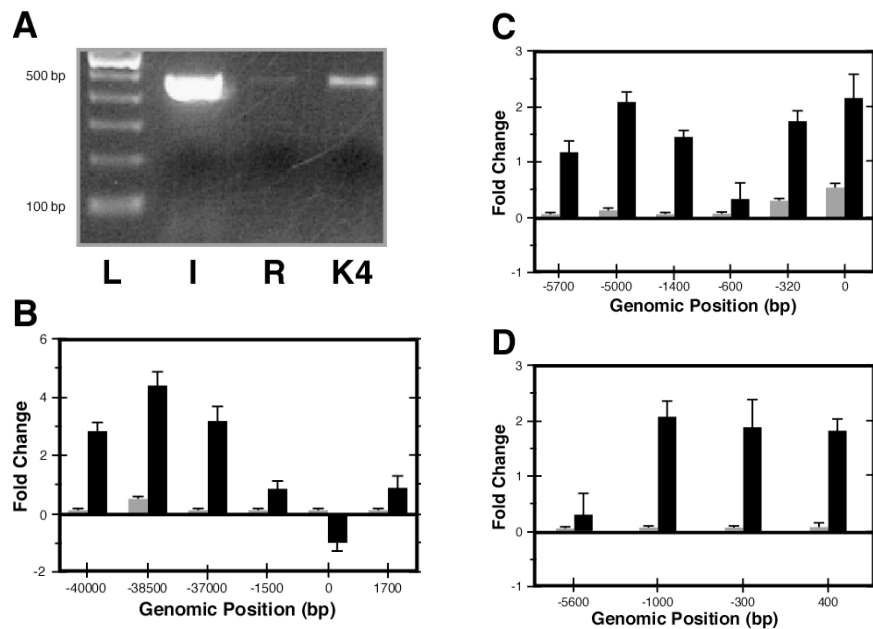 A
500 bp
100 bp
L I R K4
B
Fold Change
6
4
2
0
-2
-40000 -38500 -37000 -1500 0 1700
Genomic Position (bp)
C
Fold Change
3
2
1
0
-1
-5700 -5000 -1400 -600 -320 0
Genomic Position (bp)
D
Fold Change
3
2
1
0
-1
-5600 -1000 -300 400
Genomic Position (bp)